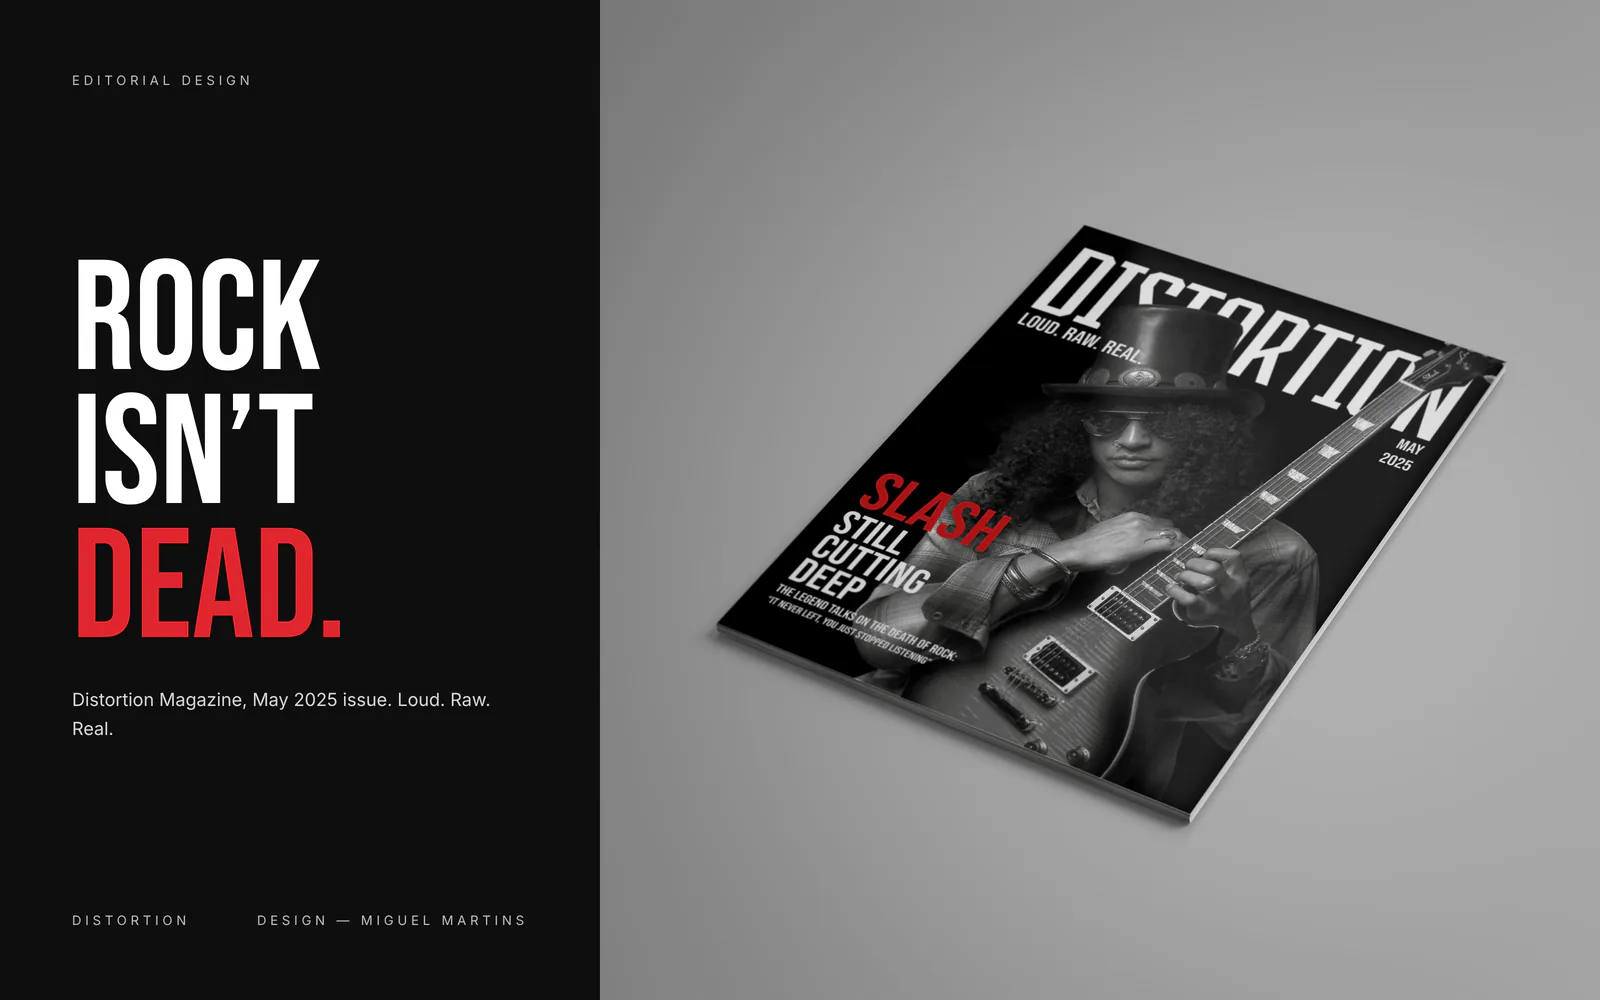 EDITORIAL DESIGN
ROCK
ISN’T
DEAD.
Distortion Magazine, May 2025 issue. Loud. Raw.
Real.
DISTORTION
DESIGN — MIGUEL MARTINS
DISTORTION
LOUD. RAW. REAL.
MAY
2025
SLASH
STILL
CUTTING
DEEP
THE LEGEND TALKS ON THE DEATH OF ROCK:
"IT NEVER LEFT, YOU JUST STOPPED LISTENING"
Slash